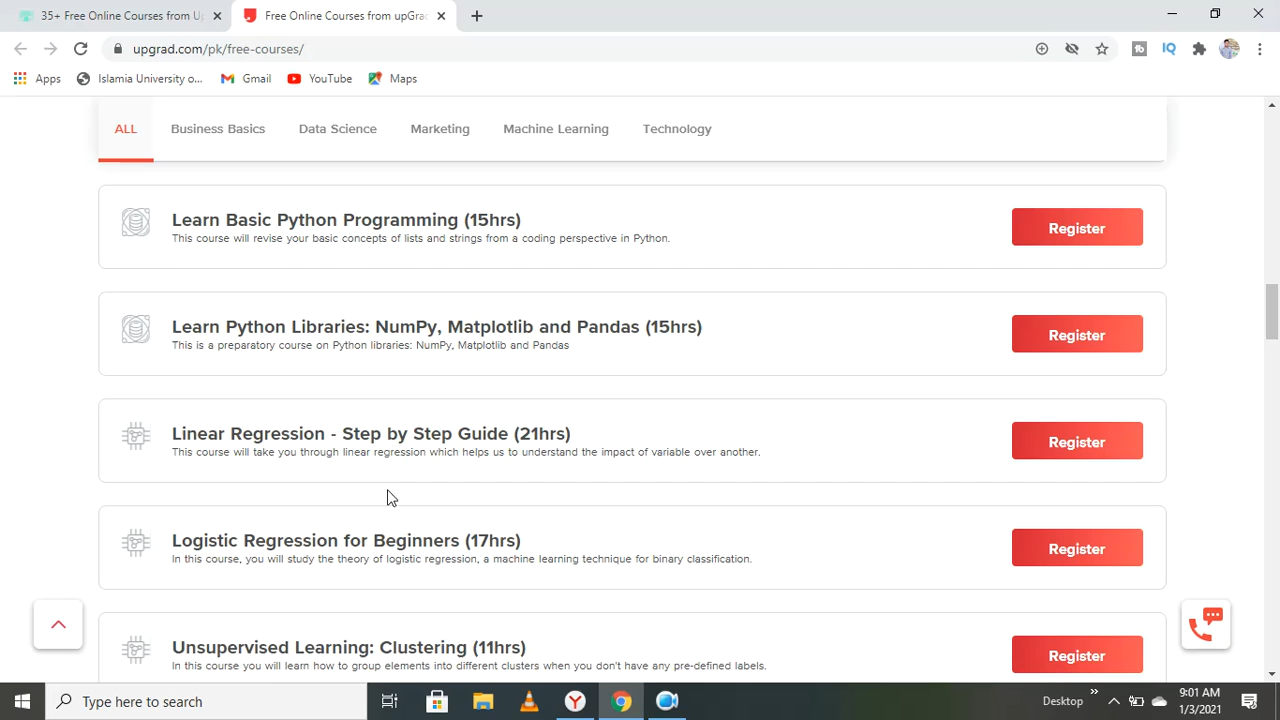 35+ Free Online Courses from U
Free Online Courses from upGra
upgrad.com/pk/free-courses/
Apps
Islamia University o...
Gmail
YouTube
Maps
ALL
Business Basics
Data Science
Marketing
Machine Learning
Technology
Learn Basic Python Programming (15hrs)
This course will revise your basic concepts of lists and strings from a coding perspective in Python.
Register
Learn Python Libraries: NumPy, Matplotlib and Pandas (15hrs)
This is a preparatory course on Python libraries: NumPy, Matplotlib and Pandas
Register
Linear Regression - Step by Step Guide (21hrs)
This course will take you through linear regression which helps us to understand the impact of variable over another.
Register
Logistic Regression for Beginners (17hrs)
In this course, you will study the theory of logistic regression, a machine learning technique for binary classification.
Register
Unsupervised Learning: Clustering (11hrs)
In this course you will learn how to group elements into different clusters when you don't have any pre-defined labels.
Register
Type here to search
Desktop
9:01 AM
1/3/2021